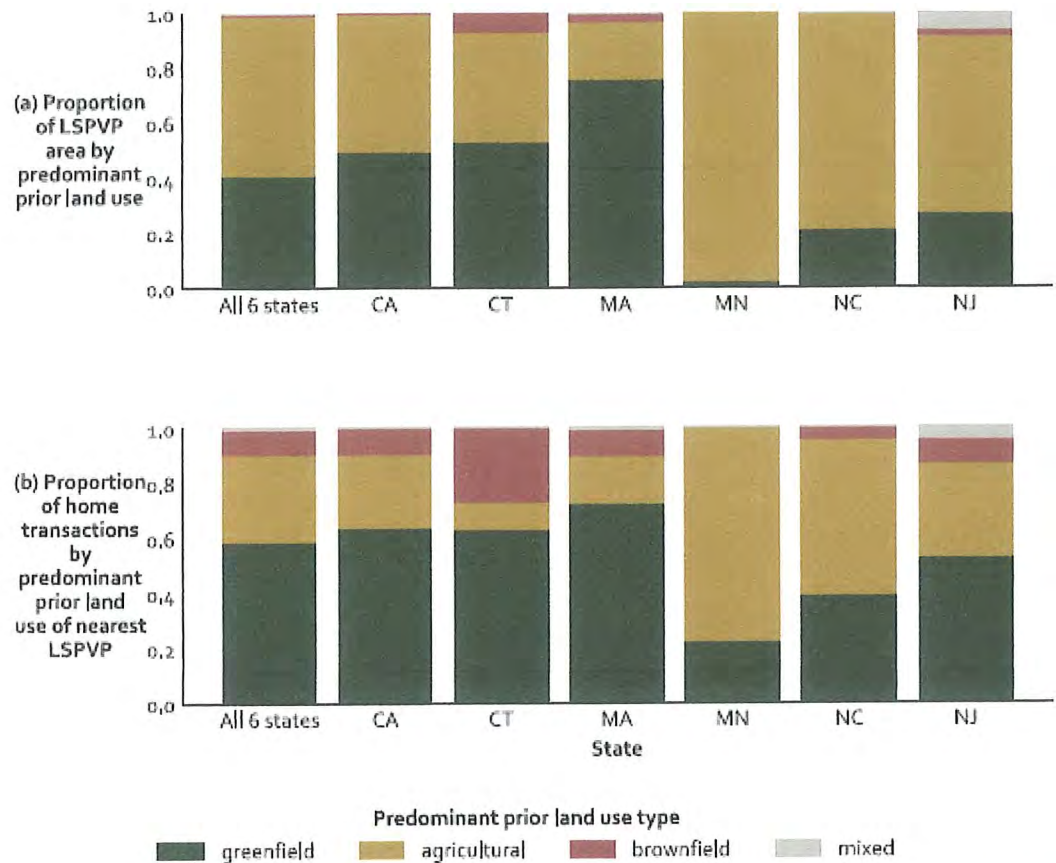 1.0
0.8
0.6
0.4
0.2
0.0
(a) Proportion
of LSPVP
area by
predominant
prior land use
All 6 states CA CT MA MN NC NJ
1.0
0.8
0.6
0.4
0.2
0.0
(b) Proportion
of home
transactions
by
predominant
prior land
use of nearest
LSPVP
All 6 states CA CT MA MN NC NJ
State
Predominant prior land use type
greenfield agricultural brownfield mixed